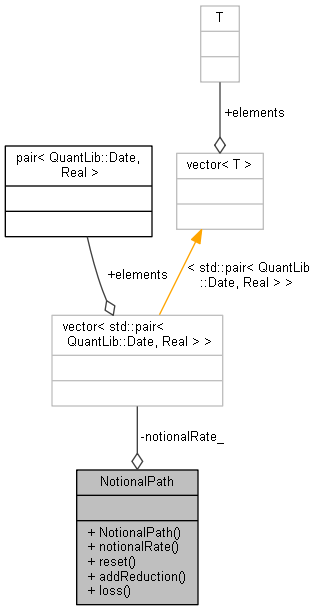 T
+elements
pair< QuantLib::Date,
Real >
vector< T >
+elements
< std::pair< QuantLib
::Date, Real > >
vector< std::pair<
QuantLib::Date, Real > >
-notionalRate_
NotionalPath
+ NotionalPath()
+ notionalRate()
+ reset()
+ addReduction()
+ loss()